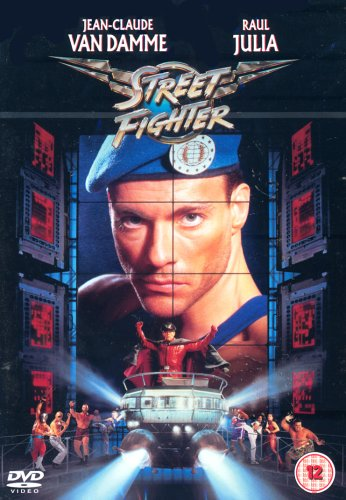 JEAN-CLAUDE
VAN DAMME
RAUL
JULIA
STREET
FIGHTER
DVD
VIDEO
12